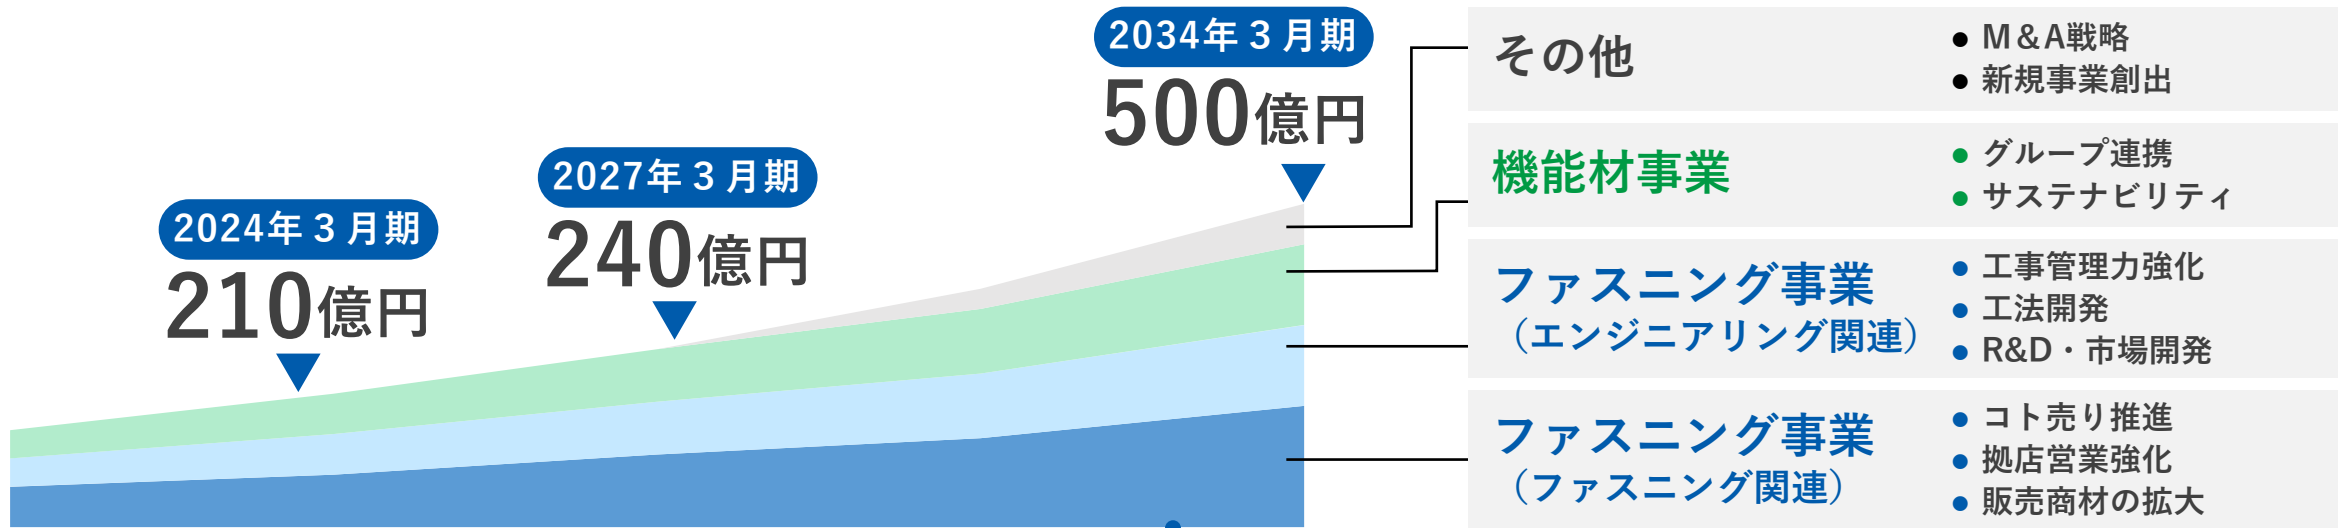 2024年3月期
210億円
2027年3月期
240億円
2034年3月期
500億円
その他
● M&A戦略
● 新規事業創出
機能材事業
● グループ連携
● サステナビリティ
ファスニング事業
（エンジニアリング関連）
● 工事管理力強化
● 工法開発
● R&D・市場開発
ファスニング事業
（ファスニング関連）
● コト売り推進
● 拠店営業強化
● 販売商材の拡大